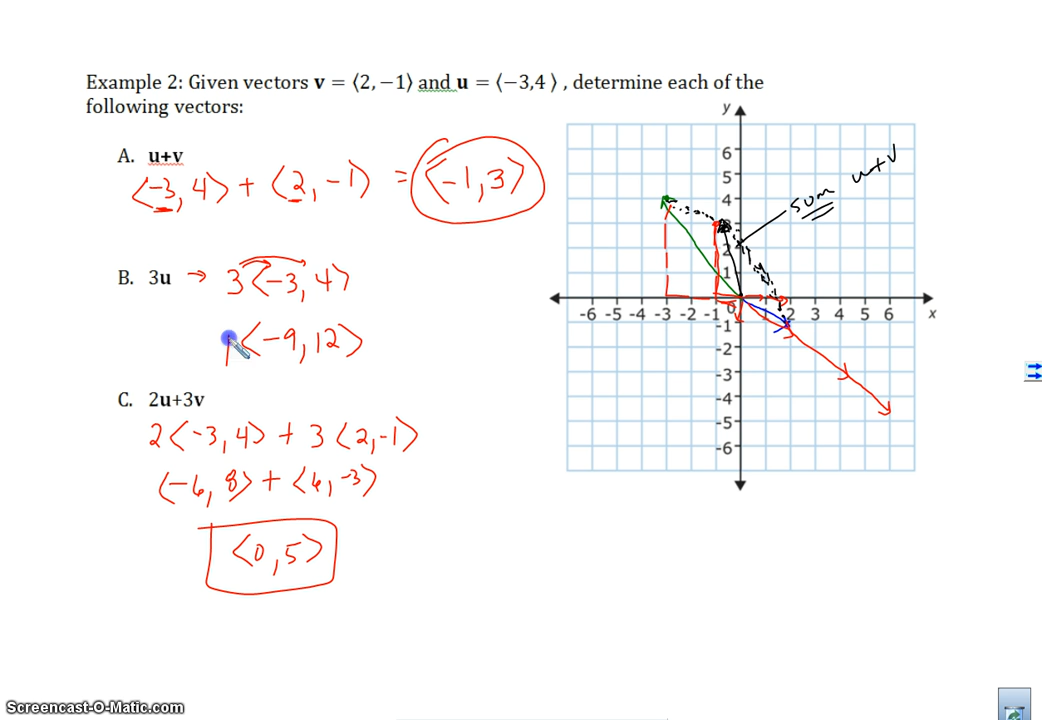 Example 2: Given vectors v = ⟨2, −1⟩ and u = ⟨−3,4 ⟩ , determine each of the
following vectors:
A. u+v
⟨-3, 4⟩ + ⟨2, -1⟩ = ⟨-1, 3⟩
B. 3u → 3⟨-3, 4⟩
⟨-9, 12⟩
C. 2u+3v
2⟨-3, 4⟩ + 3⟨2, -1⟩
⟨-6, 8⟩ + ⟨6, -3⟩
⟨0, 5⟩
y
6
5
4
3
2
1
sum u+v
-6 -5 -4 -3 -2 -1 0 2 3 4 5 6 x
-1
-2
-3
-4
-5
-6
Screencast-O-Matic.com